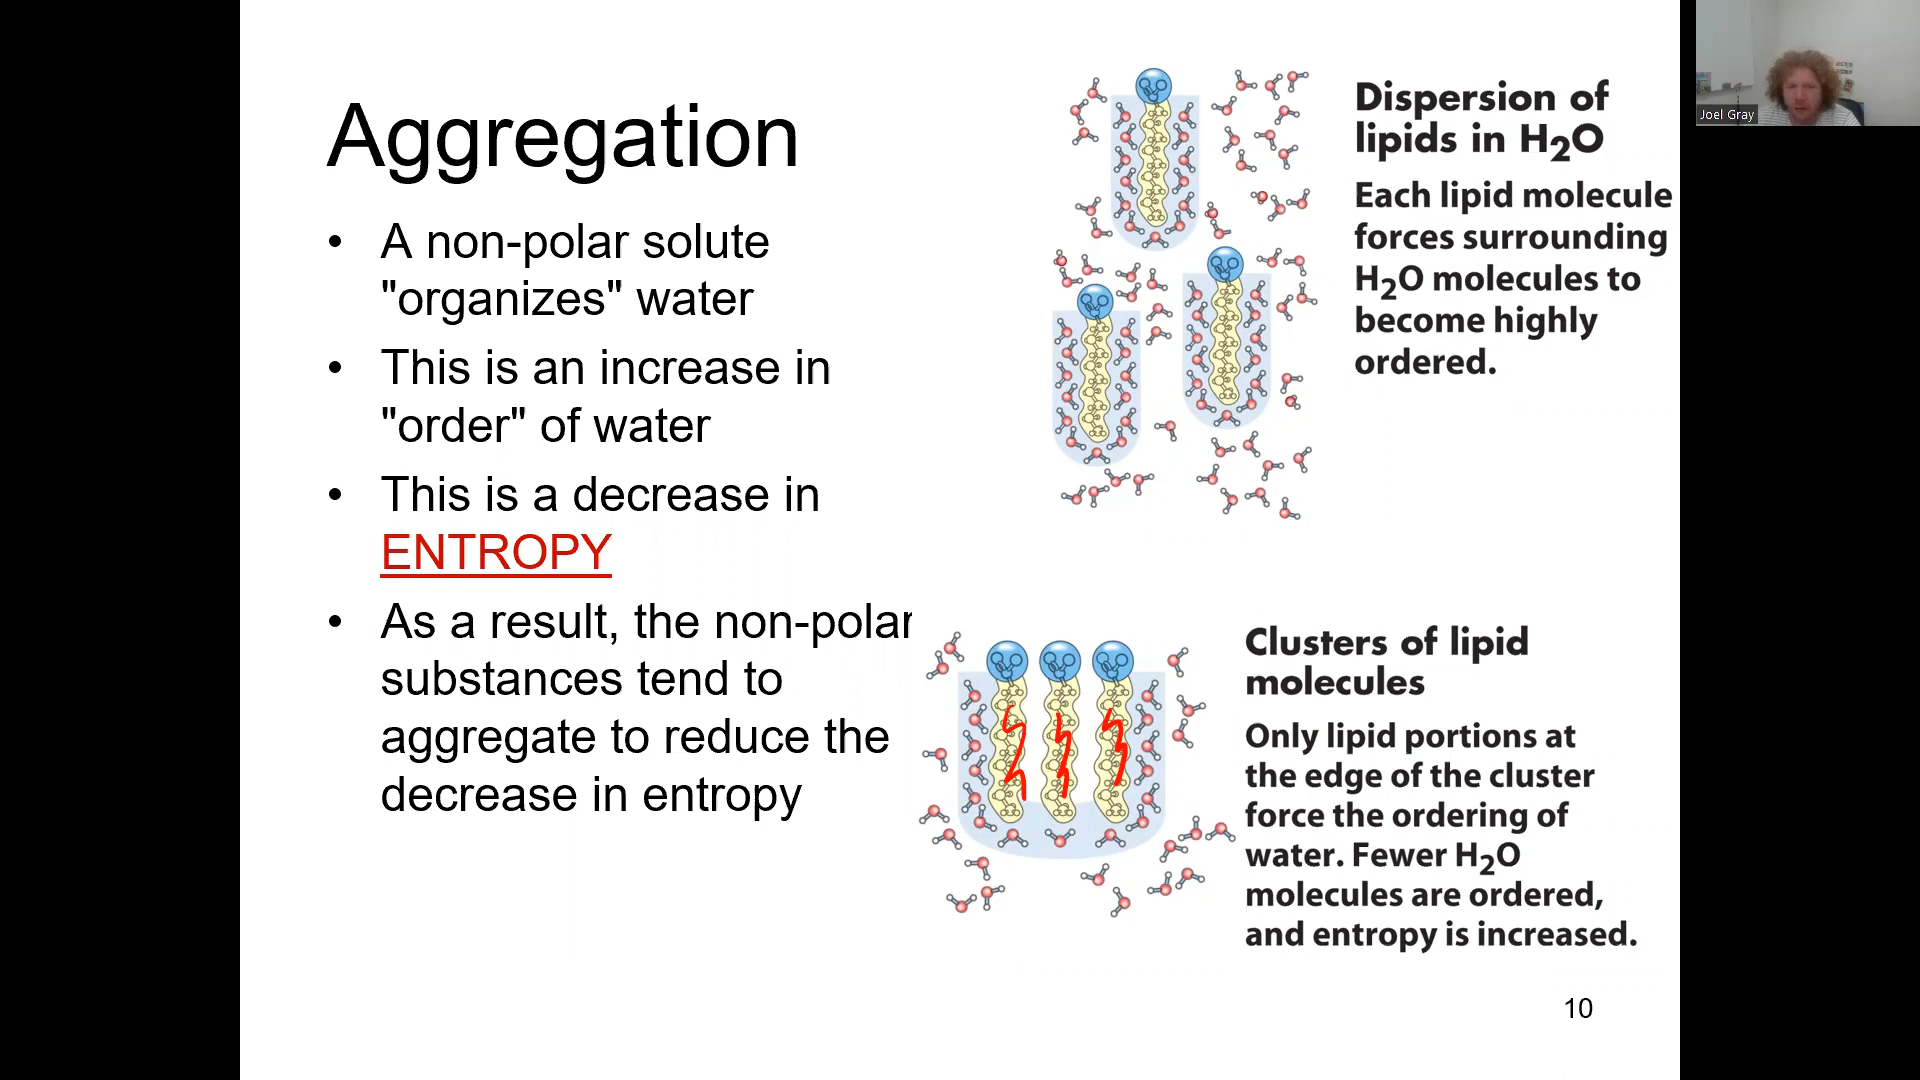 Aggregation
• A non-polar solute
"organizes" water
• This is an increase in
"order" of water
• This is a decrease in
ENTROPY
• As a result, the non-polar
substances tend to
aggregate to reduce the
decrease in entropy
Dispersion of
lipids in H₂O
Each lipid molecule
forces surrounding
H₂O molecules to
become highly
ordered.
Clusters of lipid
molecules
Only lipid portions at
the edge of the cluster
force the ordering of
water. Fewer H₂O
molecules are ordered,
and entropy is increased.
10
Joel Gray